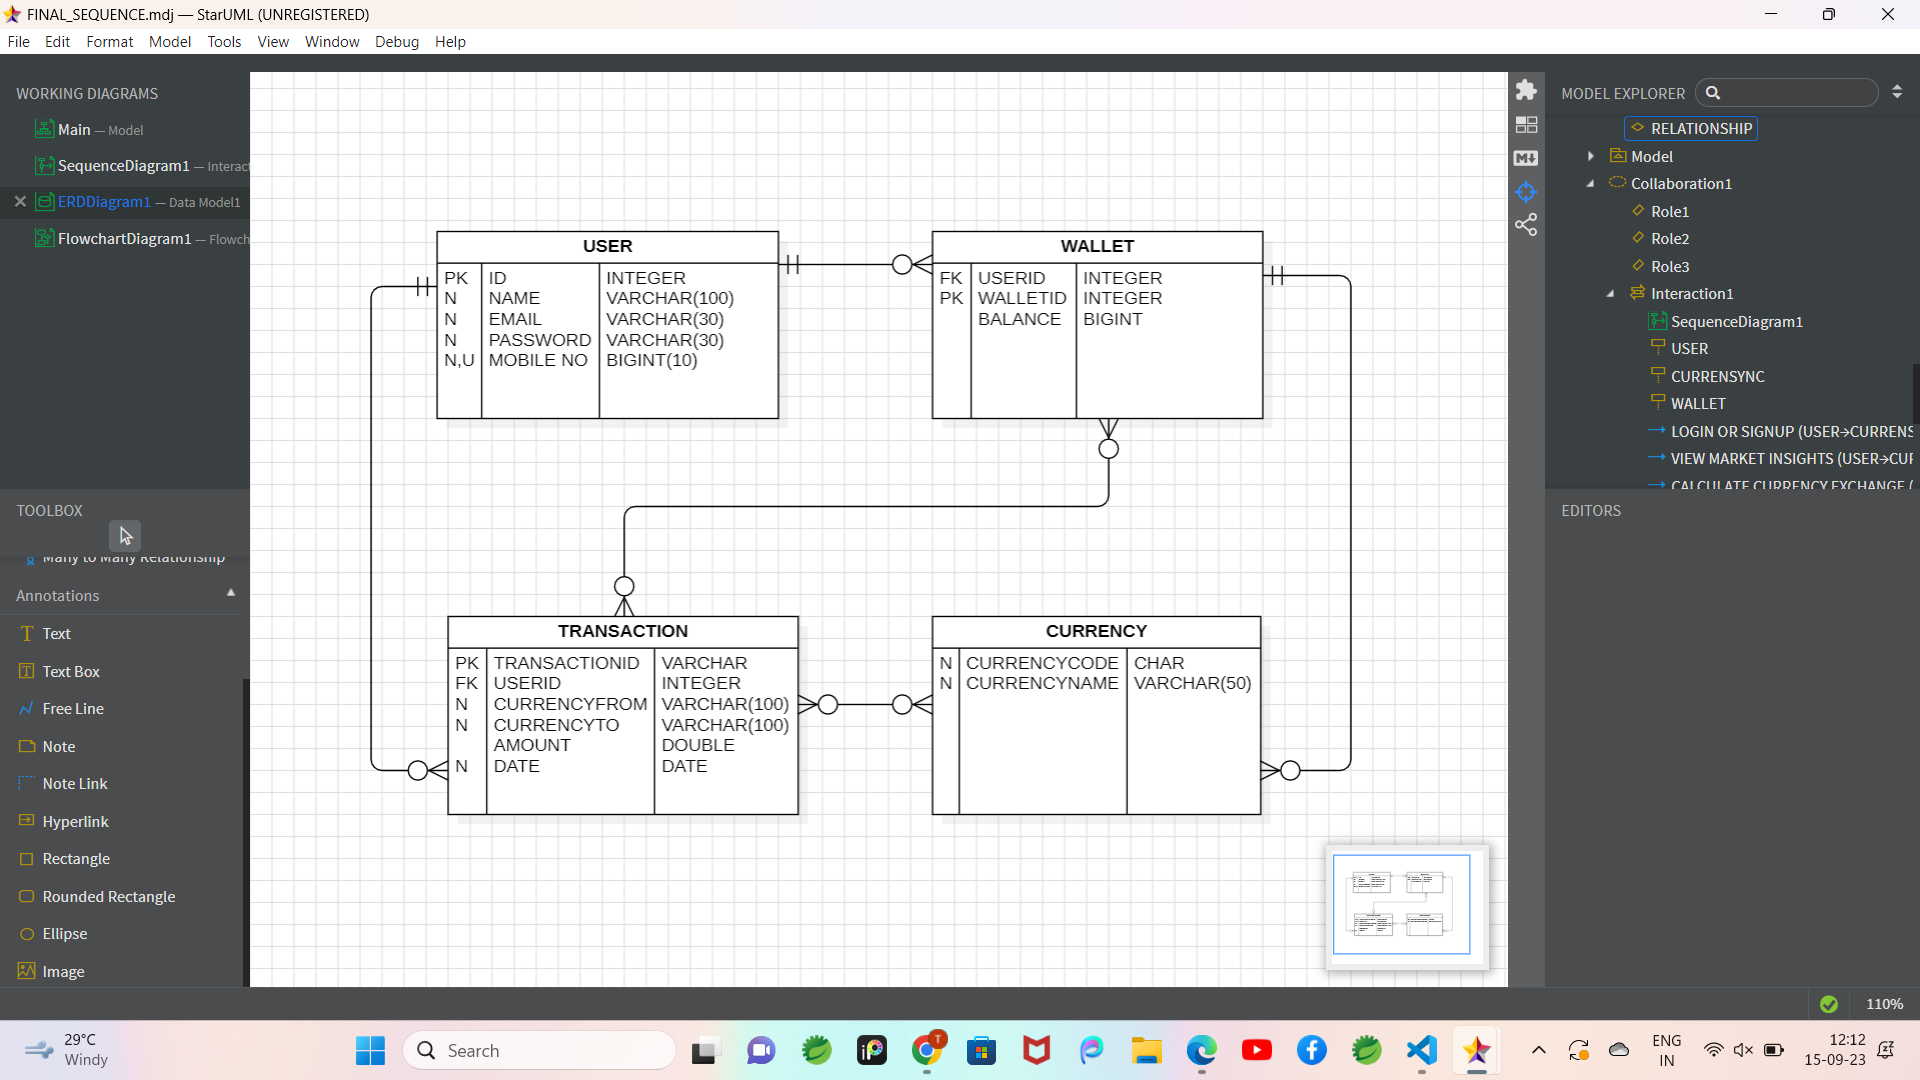 FINAL_SEQUENCE.mdj — StarUML (UNREGISTERED)
File Edit Format Model Tools View Window Debug Help
WORKING DIAGRAMS
Main — Model
SequenceDiagram1 — Interact
ERDDiagram1 — Data Model1
FlowchartDiagram1 — Flowch
TOOLBOX
Many to Many Relationship
Annotations
Text
Text Box
Free Line
Note
Note Link
Hyperlink
Rectangle
Rounded Rectangle
Ellipse
Image
USER
PK ID INTEGER
N NAME VARCHAR(100)
N EMAIL VARCHAR(30)
N PASSWORD VARCHAR(30)
N,U MOBILE NO BIGINT(10)
WALLET
FK USERID INTEGER
PK WALLETID INTEGER
BALANCE BIGINT
TRANSACTION
PK TRANSACTIONID VARCHAR
FK USERID INTEGER
N CURRENCYFROM VARCHAR(100)
N CURRENCYTO VARCHAR(100)
AMOUNT DOUBLE
N DATE DATE
CURRENCY
N CURRENCYCODE CHAR
N CURRENCYNAME VARCHAR(50)
M
MODEL EXPLORER
RELATIONSHIP
Model
Collaboration1
Role1
Role2
Role3
Interaction1
SequenceDiagram1
USER
CURRENSYNC
WALLET
LOGIN OR SIGNUP (USER→CURRENS
VIEW MARKET INSIGHTS (USER→CUR
CALCULATE CURRENCY EXCHANGE (
EDITORS
110%
29°C
Windy
Search
T
ENG
IN
12:12
15-09-23